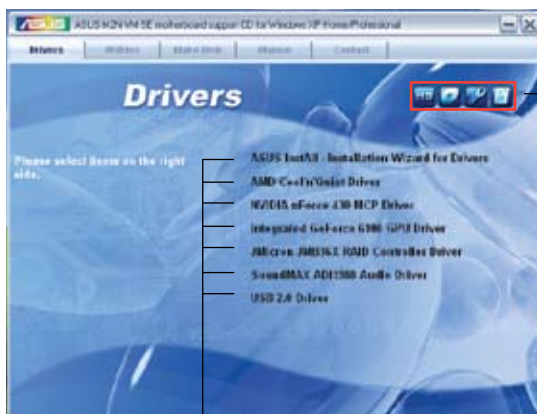 ASUS M2N-VM SE motherboard support CD for Windows XP Home/Professional
Drivers Utilities Make Disk Manual Contact
Drivers
Please select items on the right
side.
ASUS InstAll - Installation Wizard for Drivers
AMD Cool'n'Quiet Driver
NVIDIA nForce 430 MCP Driver
Integrated GeForce 6100 GPU Driver
JMicron JMB36X RAID Controller Driver
SoundMAX ADI1988 Audio Driver
USB 2.0 Driver